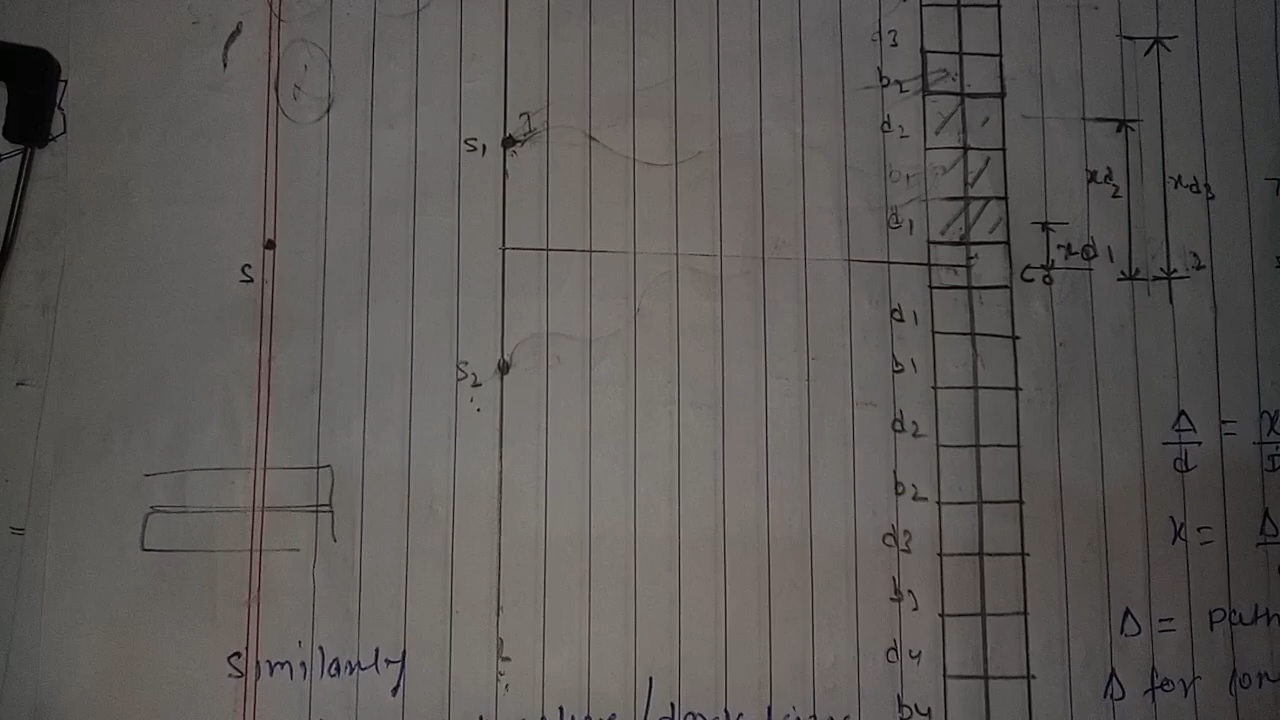 d3
b2
d2
S1
b1
xd2
xd3
d1
S
xd1
d1
S2
b1
d2
Δ/d = x
b2
x = Δ
d3
b3
Δ = path
Similarly
d4
Δ for
b4